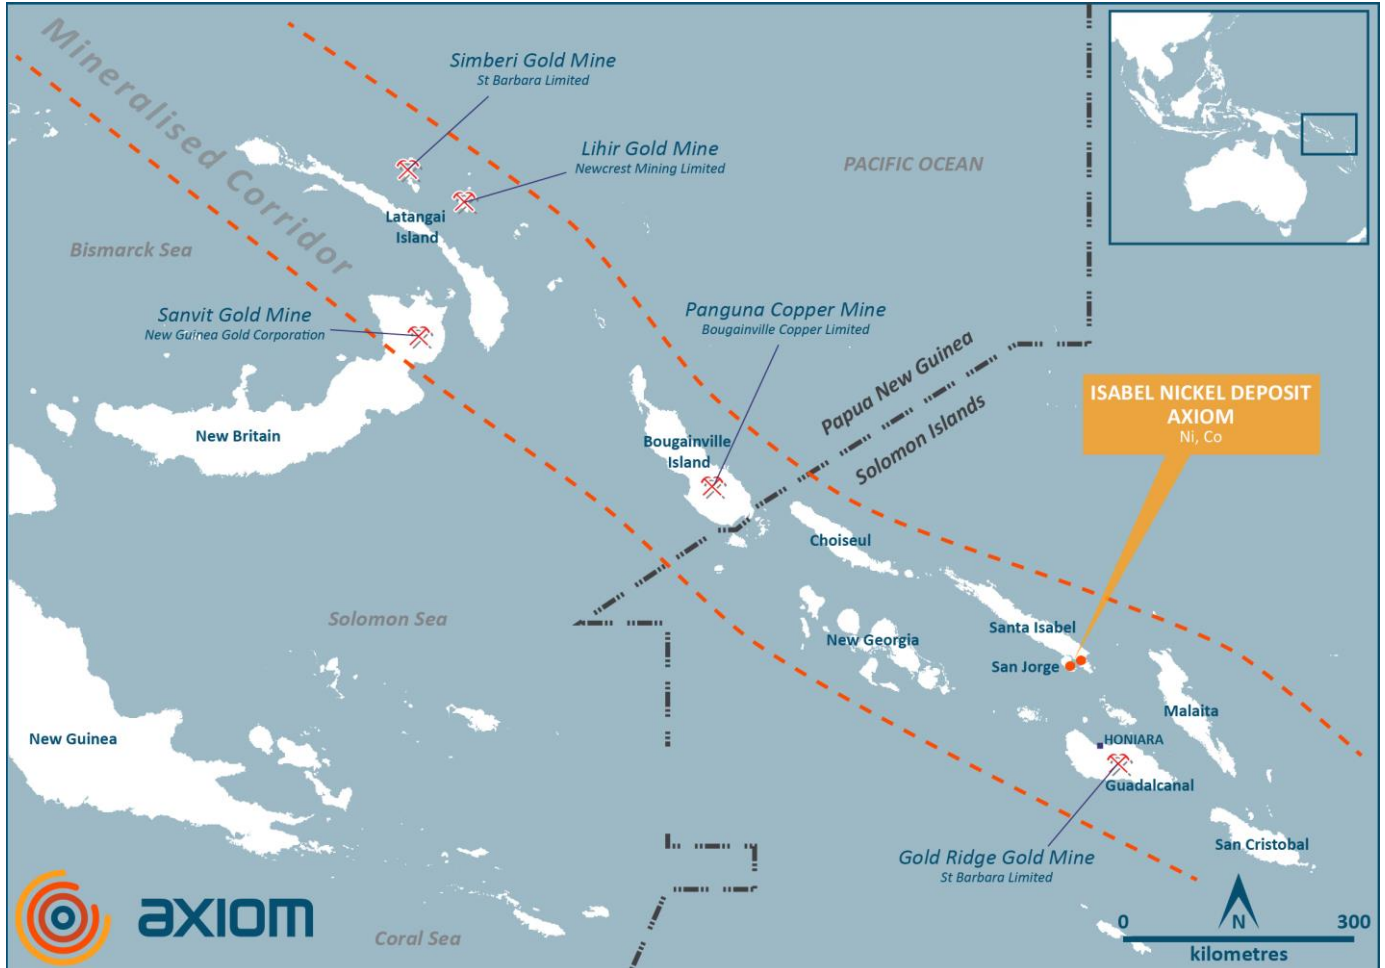 Mineralised Corridor
Simberi Gold Mine
St Barbara Limited
Lihir Gold Mine
Newcrest Mining Limited
PACIFIC OCEAN
Latangai
Island
Bismarck Sea
Sanvit Gold Mine
New Guinea Gold Corporation
Panguna Copper Mine
Bougainville Copper Limited
Papua New Guinea
Solomon Islands
ISABEL NICKEL DEPOSIT
AXIOM
Ni, Co
New Britain
Bougainville
Island
Choiseul
Solomon Sea
New Georgia
Santa Isabel
San Jorge
Malaita
New Guinea
HONIARA
Guadalcanal
San Cristobal
Gold Ridge Gold Mine
St Barbara Limited
axiom
Coral Sea
N
0 300
kilometres